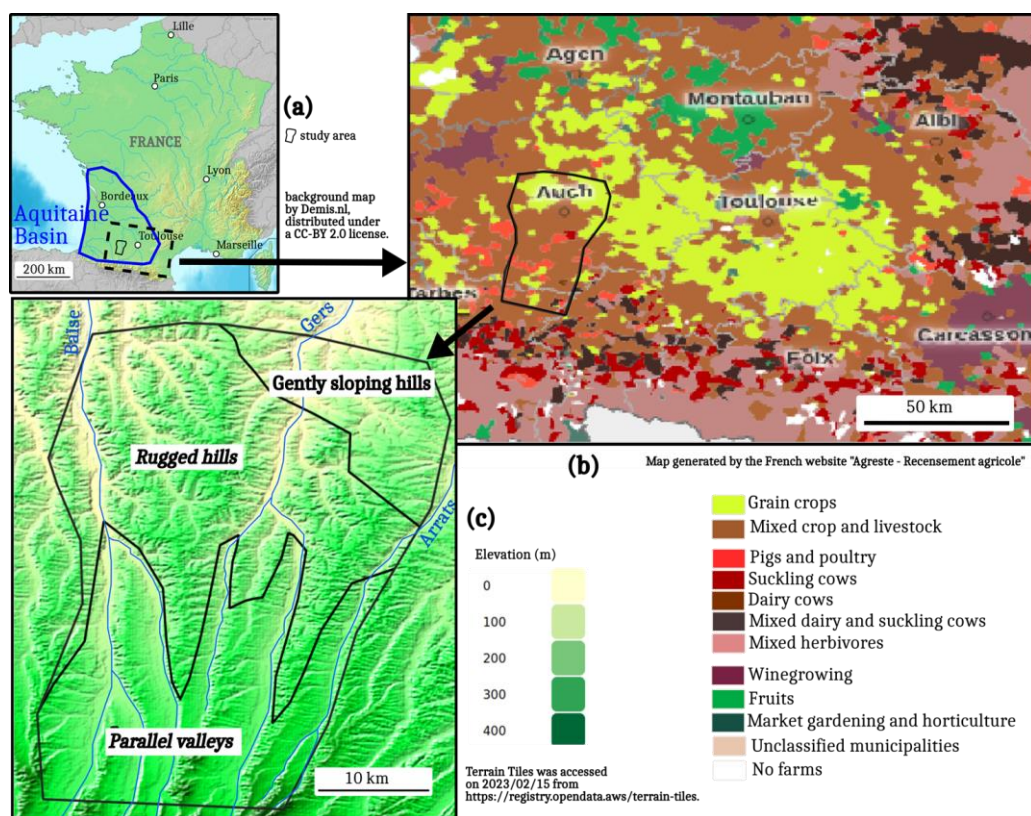 Lille
Paris
(a)
study area
FRANCE
Lyon
Bordeaux
background map
by Demis.nl,
distributed under
a CC-BY 2.0 license.
Aquitaine
Basin
Toulouse
Marseille
200 km
Agen
Montauban
Albi
Auch
Toulouse
Tarbes
Carcasson
Foix
50 km
(b)
Map generated by the French website "Agreste - Recensement agricole"
Baïse
Gers
Gently sloping hills
Rugged hills
Arrats
Parallel valleys
10 km
(c)
Elevation (m)
0
100
200
300
400
Terrain Tiles was accessed
on 2023/02/15 from
https://registry.opendata.aws/terrain-tiles.
Grain crops
Mixed crop and livestock
Pigs and poultry
Suckling cows
Dairy cows
Mixed dairy and suckling cows
Mixed herbivores
Winegrowing
Fruits
Market gardening and horticulture
Unclassified municipalities
No farms